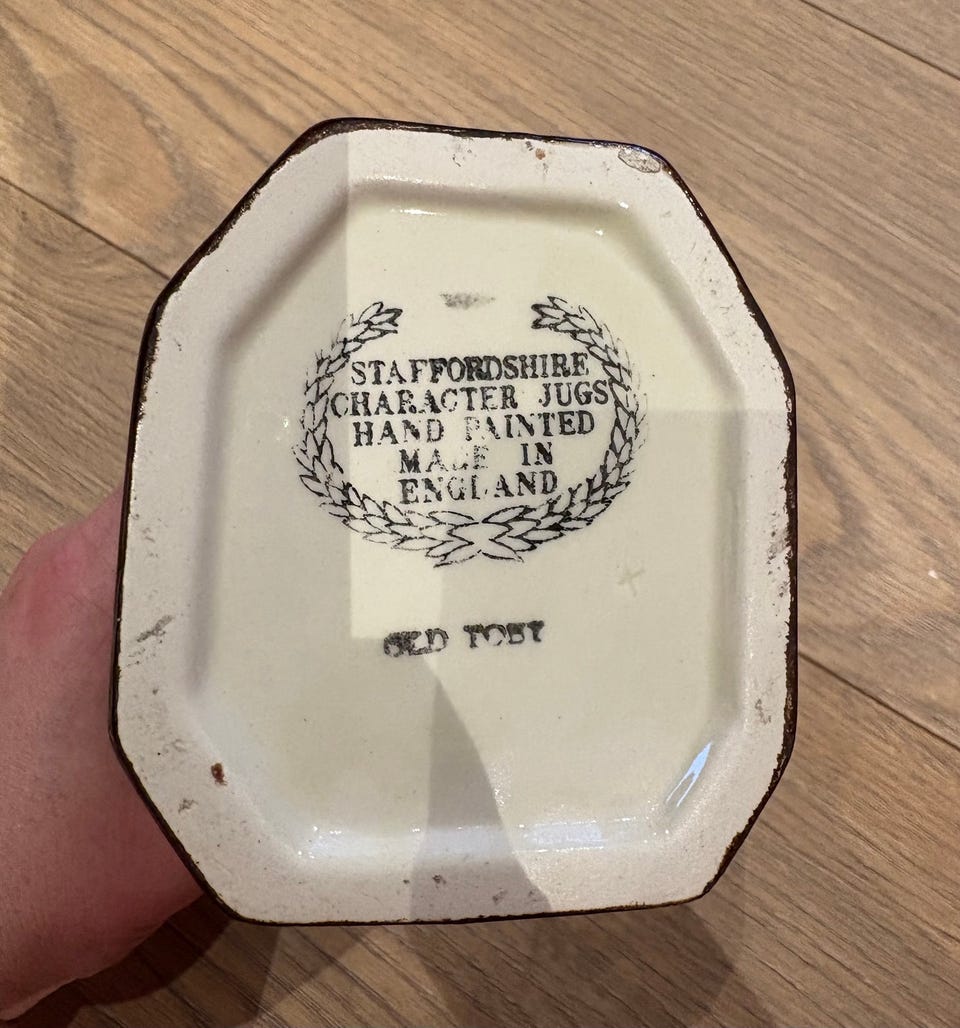 STAFFORDSHIRE
CHARACTER JUGS
HAND PAINTED
MADE IN
ENGLAND
OLD TOBY